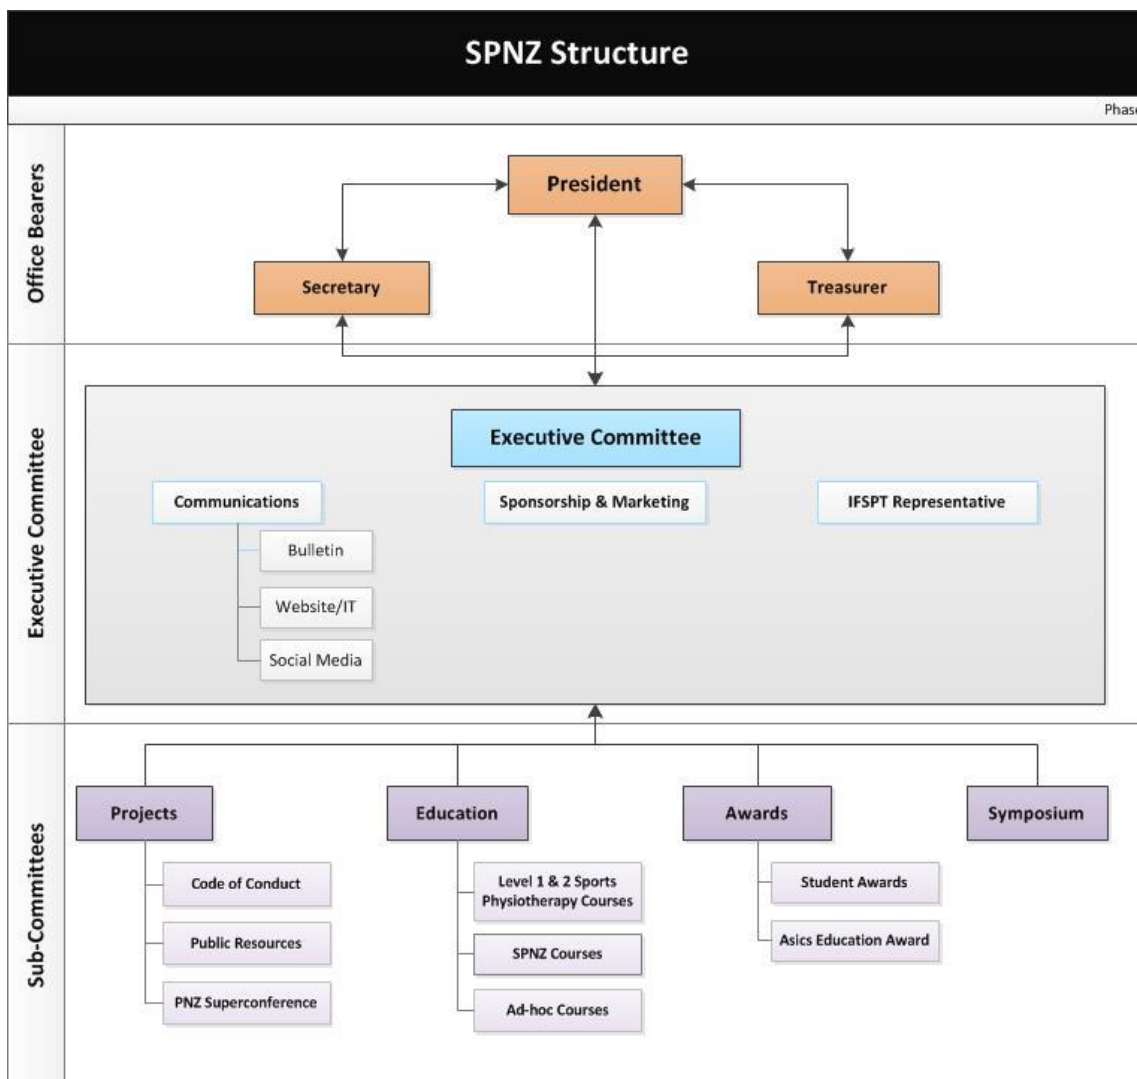 SPNZ Structure
Phase
Office Bearers
President
Secretary
Treasurer
Executive Committee
Executive Committee
Communications
Sponsorship & Marketing
IFSPT Representative
Bulletin
Website/IT
Social Media
Sub-Committees
Projects
Education
Awards
Symposium
Code of Conduct
Public Resources
PNZ Superconference
Level 1 & 2 Sports
Physiotherapy Courses
SPNZ Courses
Ad-hoc Courses
Student Awards
Asics Education Award